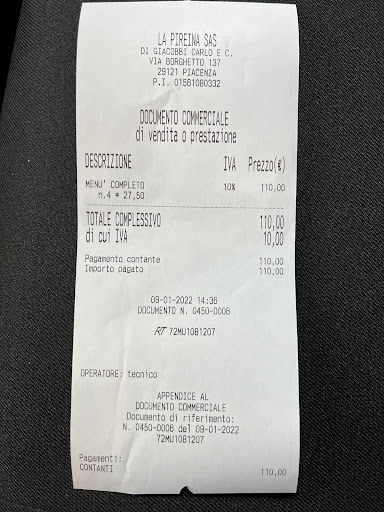 LA PIREINA SAS
DI GIACOBBI CARLO E C.
VIA BORGHETTO 137
29121 PIACENZA
P.I. 01561080332
DOCUMENTO COMMERCIALE
di vendita o prestazione
DESCRIZIONE IVA Prezzo(€)
MENU' COMPLETO 10% 110,00
n.4 * 27,50
TOTALE COMPLESSIVO 110,00
di cui IVA 10,00
Pagamento contante 110,00
Importo pagato 110,00
09-01-2022 14:36
DOCUMENTO N. 0450-0006
RT 72MU1081207
OPERATORE: tecnico
APPENDICE AL
DOCUMENTO COMMERCIALE
Documento di riferimento:
N. 0450-0006 del 09-01-2022
72MU1081207
Pagamenti:
CONTANTI 110,00